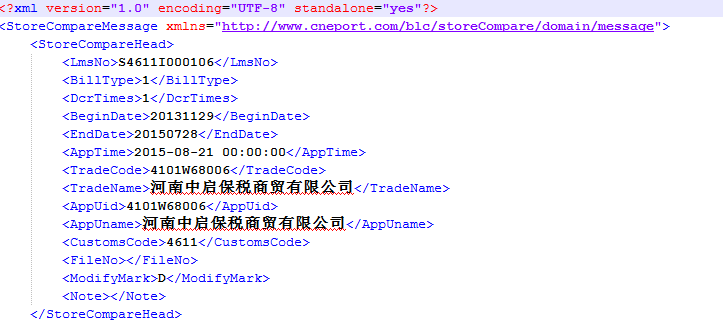 <?xml version="1.0" encoding="UTF-8" standalone="yes"?>
<StoreCompareMessage xmlns="http://www.cneport.com/blc/storeCompare/domain/message">
<StoreCompareHead>
<LmsNo>S4611I000106</LmsNo>
<BillType>1</BillType>
<DcrTimes>1</DcrTimes>
<BeginDate>20131129</BeginDate>
<EndDate>20150728</EndDate>
<AppTime>2015-08-21 00:00:00</AppTime>
<TradeCode>4101W68006</TradeCode>
<TradeName>河南中启保税商贸有限公司</TradeName>
<AppUid>4101W68006</AppUid>
<AppUname>河南中启保税商贸有限公司</AppUname>
<CustomsCode>4611</CustomsCode>
<FileNo></FileNo>
<ModifyMark>D</ModifyMark>
<Note></Note>
</StoreCompareHead>